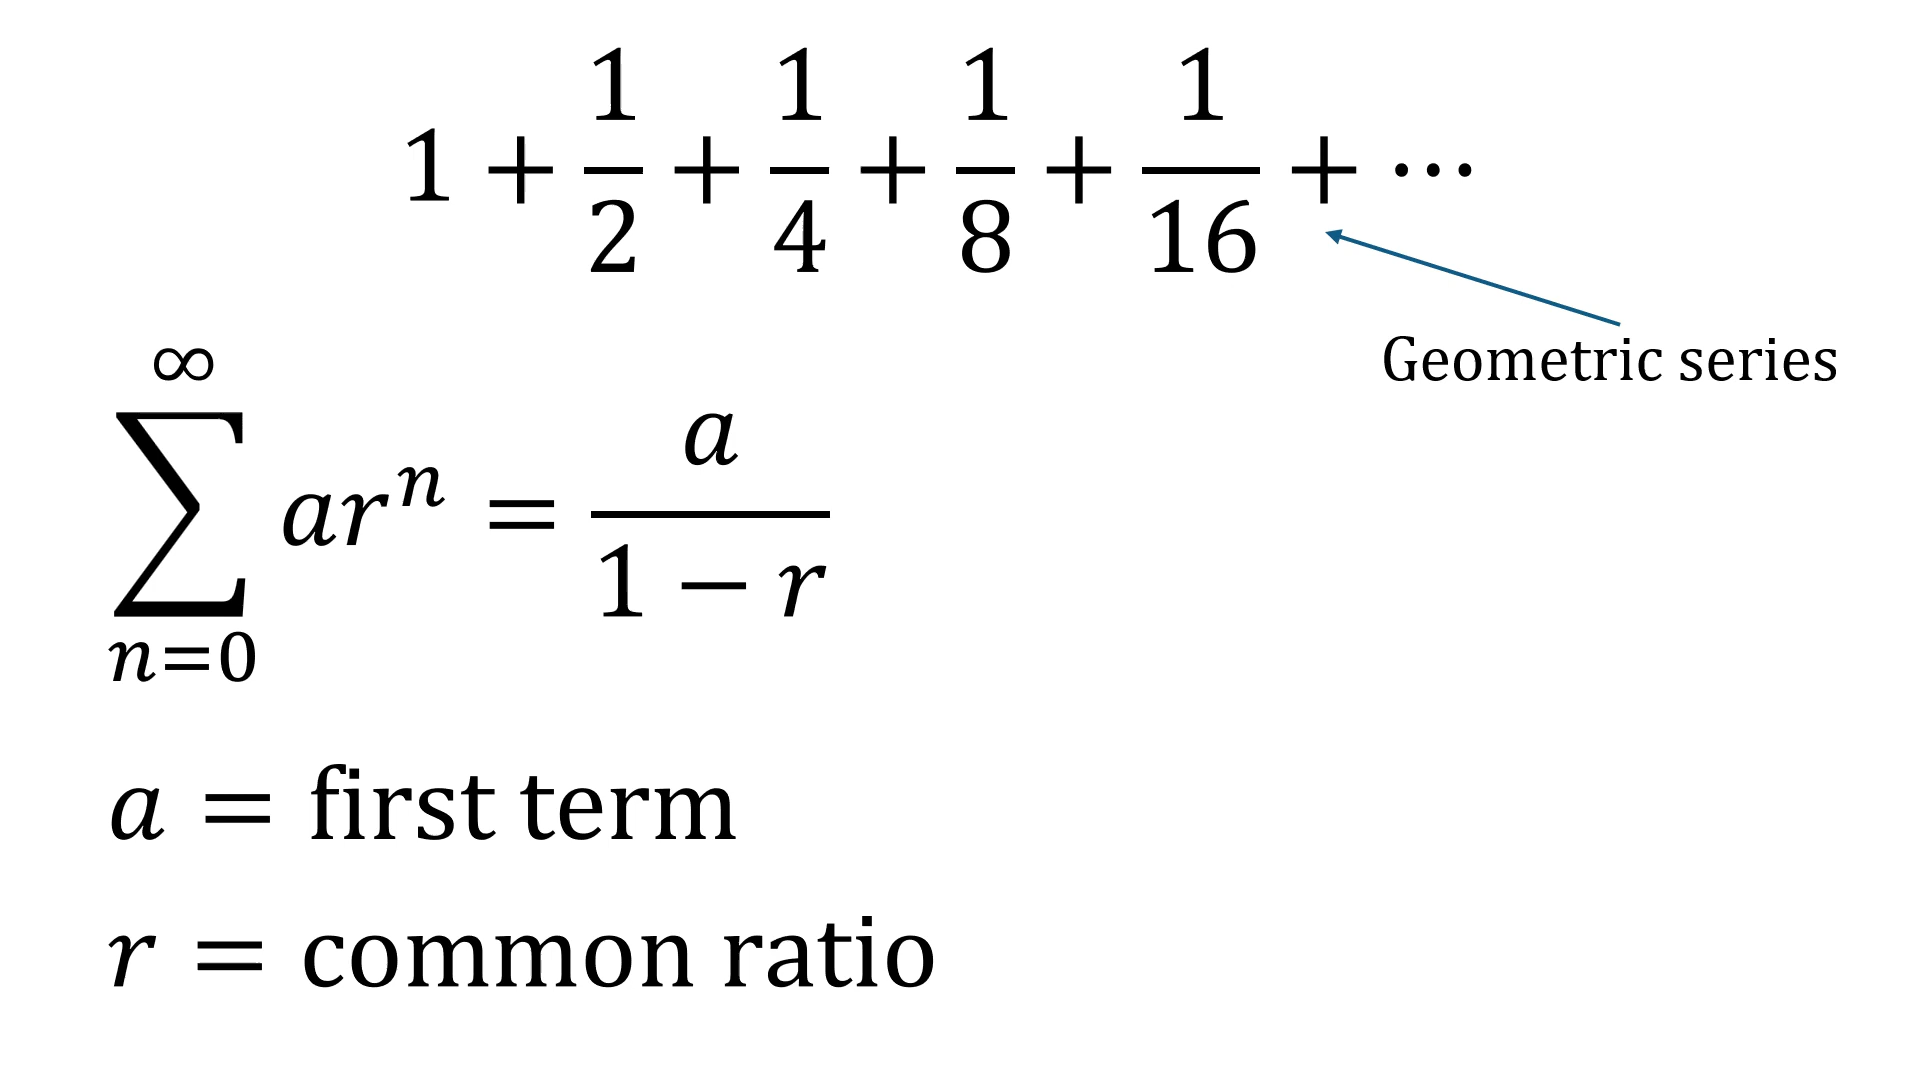 1 + 1/2 + 1/4 + 1/8 + 1/16 + ⋯
Geometric series
∑_{n=0}^{∞} ar^n = a/(1 − r)
a = first term
r = common ratio